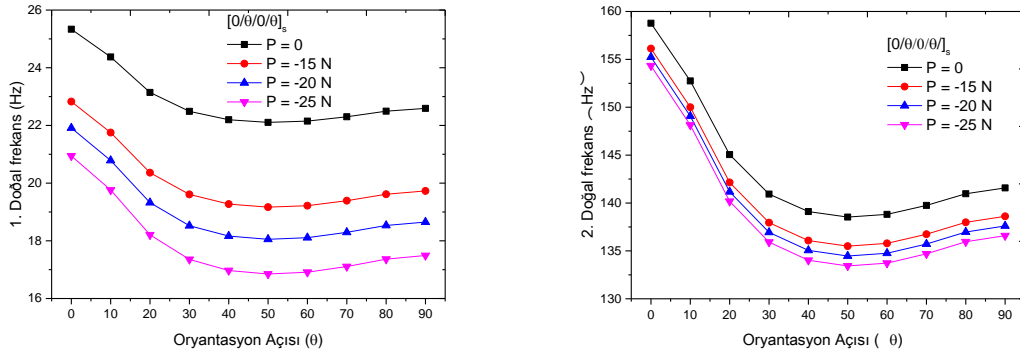 [0/θ/0/θ]s
P = 0
P = -15 N
P = -20 N
P = -25 N
1. Doğal frekans (Hz)
26
24
22
20
18
16
0 10 20 30 40 50 60 70 80 90
Oryantasyon Açısı (θ)
[0/θ/0/θ/]s
P = 0
P = -15 N
P = -20 N
P = -25 N
2. Doğal frekans (Hz)
160
155
150
145
140
135
130
0 10 20 30 40 50 60 70 80 90
Oryantasyon Açısı ( θ)